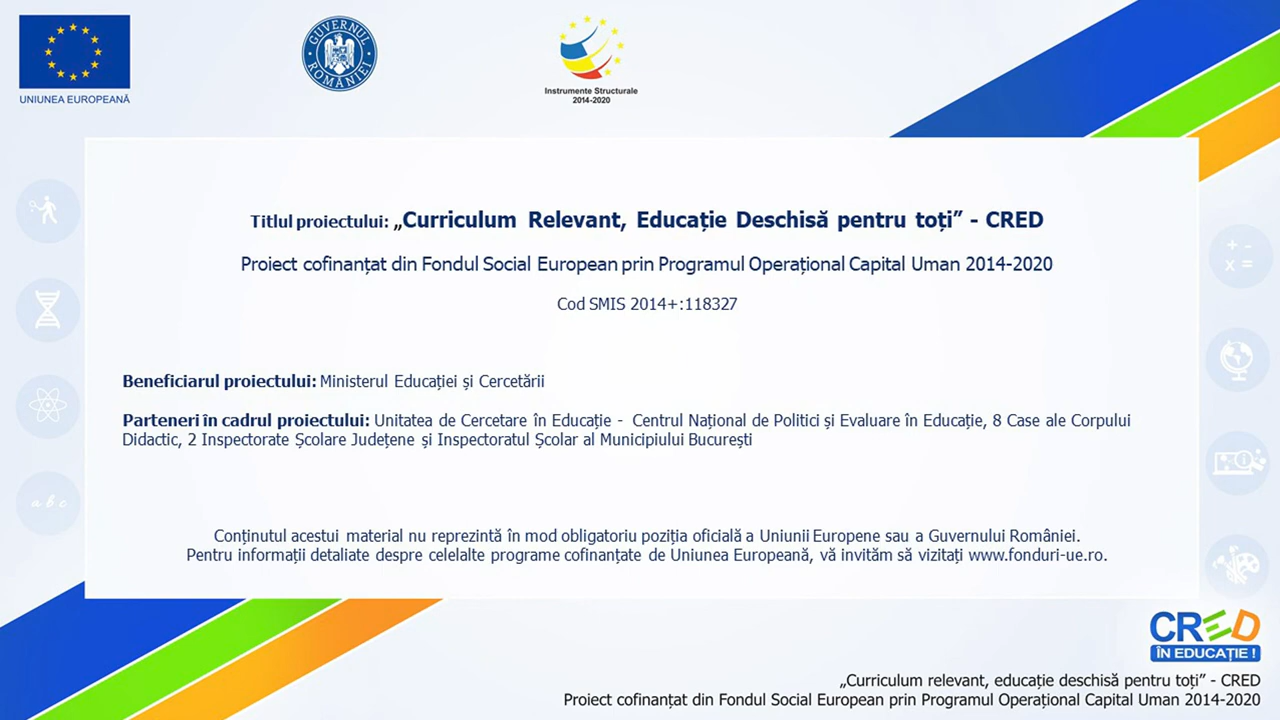 UNIUNEA EUROPEANĂ
GUVERNUL ROMÂNIEI
Instrumente Structurale
2014-2020
Titlul proiectului: „Curriculum Relevant, Educație Deschisă pentru toți” - CRED
Proiect cofinanțat din Fondul Social European prin Programul Operațional Capital Uman 2014-2020
Cod SMIS 2014+:118327
Beneficiarul proiectului: Ministerul Educației și Cercetării
Parteneri în cadrul proiectului: Unitatea de Cercetare în Educație - Centrul Național de Politici și Evaluare în Educație, 8 Case ale Corpului
Didactic, 2 Inspectorate Școlare Județene și Inspectoratul Școlar al Municipiului București
Conținutul acestui material nu reprezintă în mod obligatoriu poziția oficială a Uniunii Europene sau a Guvernului României.
Pentru informații detaliate despre celelalte programe cofinanțate de Uniunea Europeană, vă invităm să vizitați www.fonduri-ue.ro.
+ -
x =
a b c
CRED
ÎN EDUCAȚIE !
„Curriculum relevant, educație deschisă pentru toți” - CRED
Proiect cofinanțat din Fondul Social European prin Programul Operațional Capital Uman 2014-2020